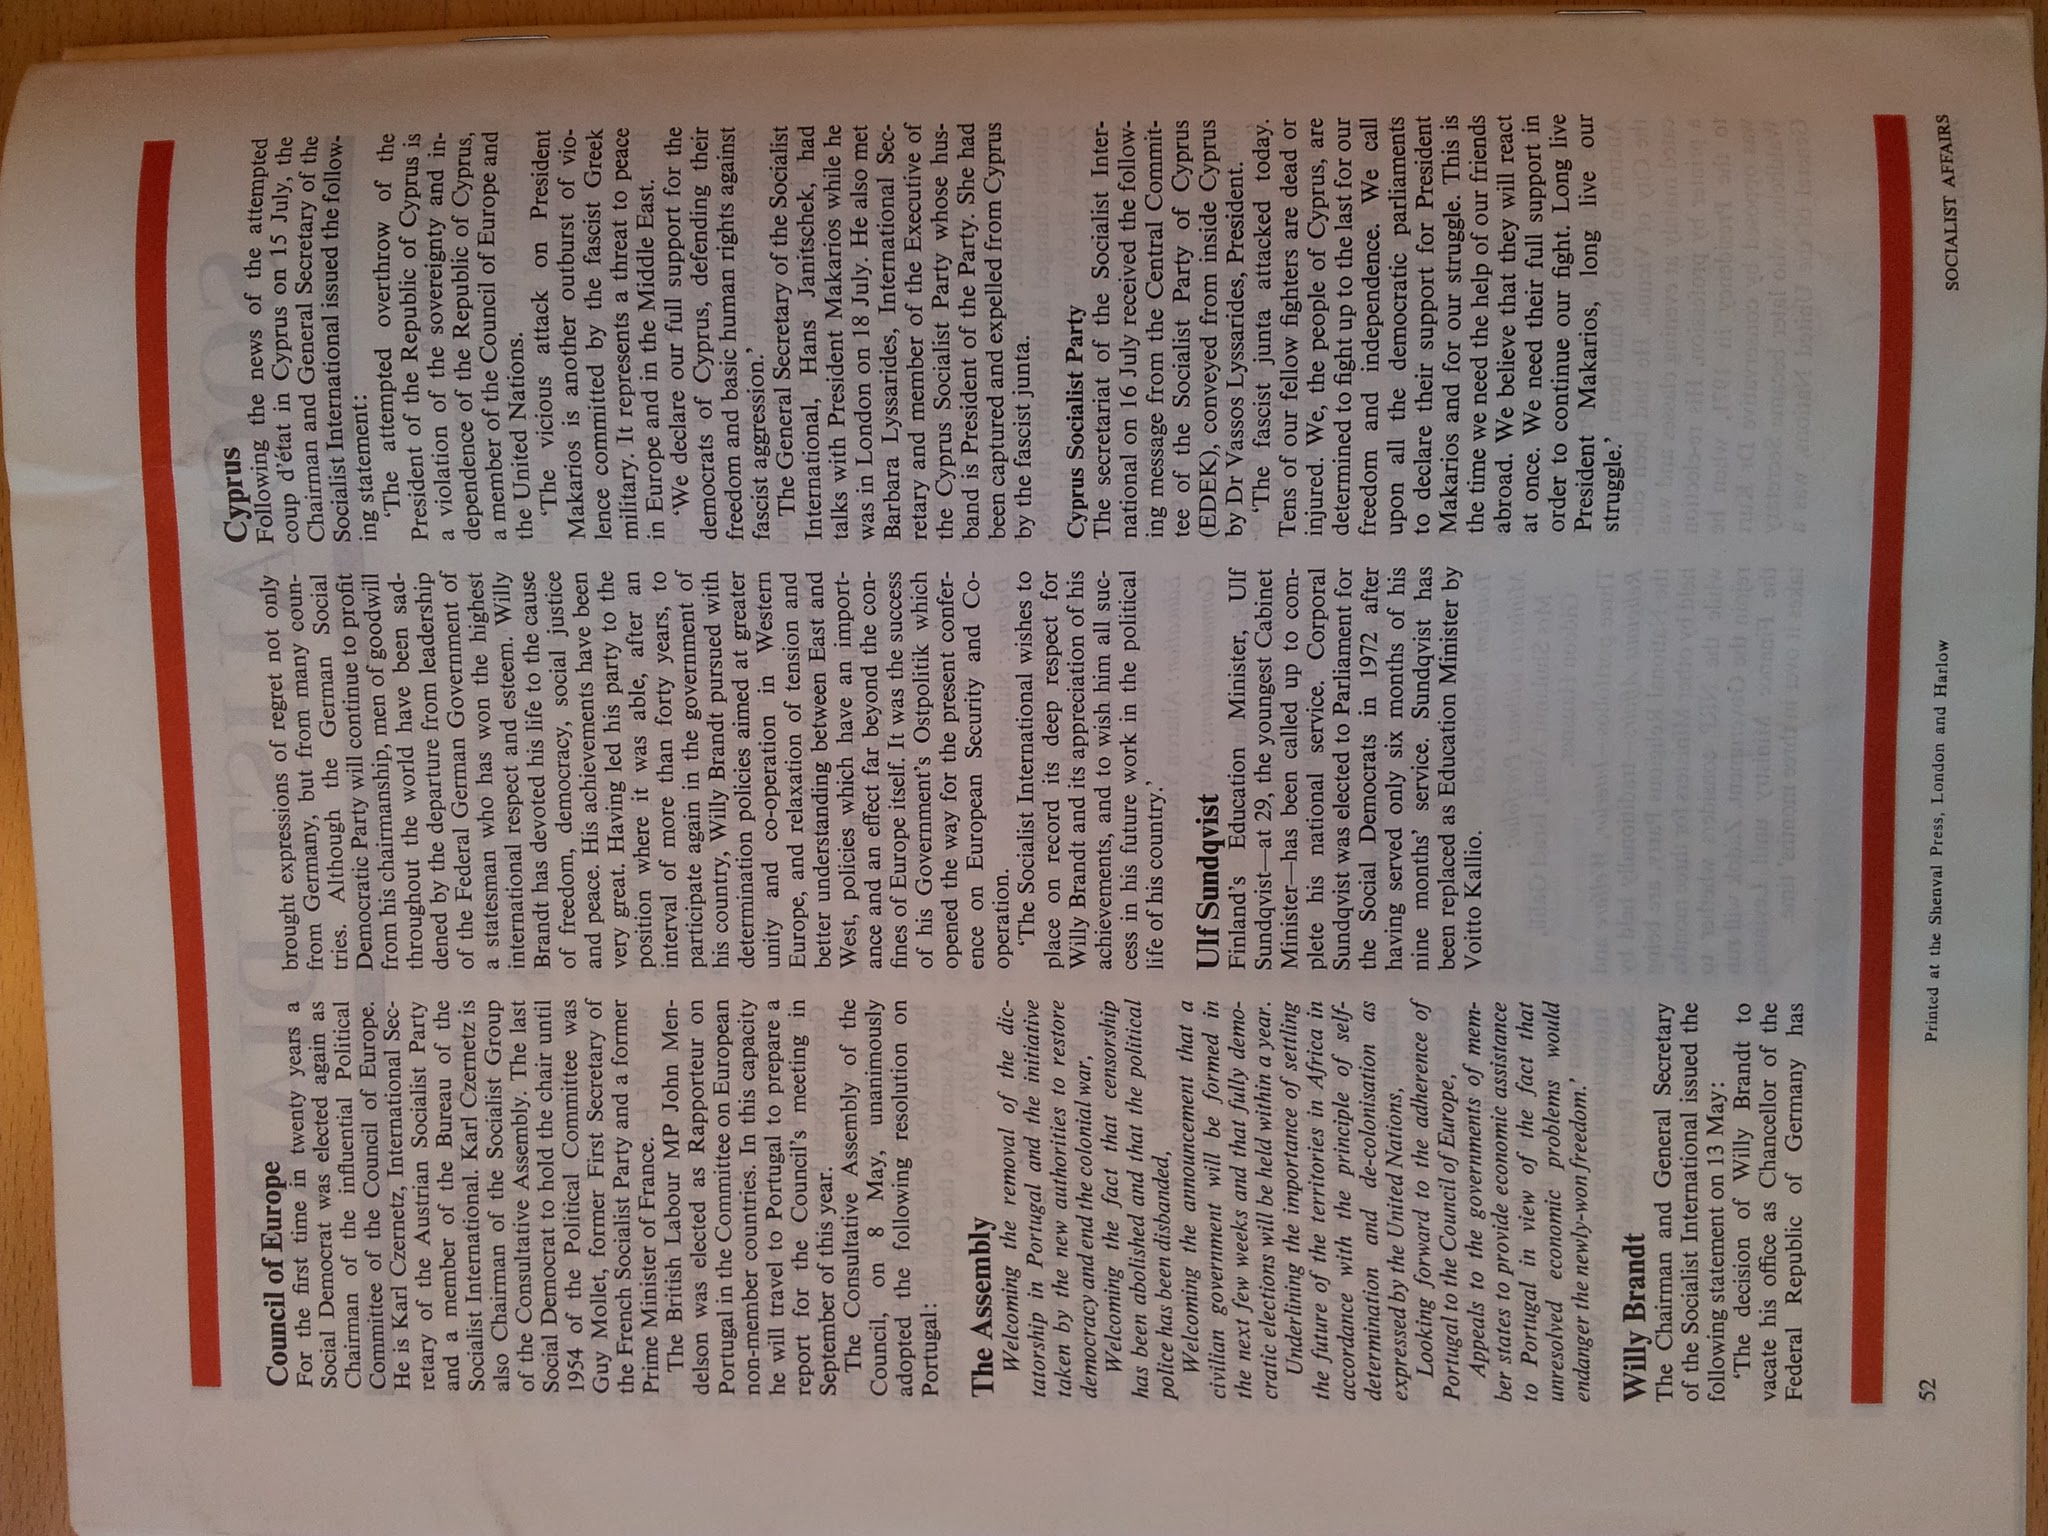 Council of Europe
For the first time in twenty years a
Social Democrat was elected again as
Chairman of the influential Political
Committee of the Council of Europe.
He is Karl Czernetz, International Sec-
retary of the Austrian Socialist Party
and a member of the Bureau of the
Socialist International. Karl Czernetz is
also Chairman of the Socialist Group
of the Consultative Assembly. The last
Social Democrat to hold the chair until
1954 of the Political Committee was
Guy Mollet, former First Secretary of
the French Socialist Party and a former
Prime Minister of France.
The British Labour MP John Men-
delson was elected as Rapporteur on
Portugal in the Committee on European
non-member countries. In this capacity
he will travel to Portugal to prepare a
report for the Council's meeting in
September of this year.
The Consultative Assembly of the
Council, on 8 May, unanimously
adopted the following resolution on
Portugal:
The Assembly
Welcoming the removal of the dic-
tatorship in Portugal and the initiative
taken by the new authorities to restore
democracy and end the colonial war,
Welcoming the fact that censorship
has been abolished and that the political
police has been disbanded,
Welcoming the announcement that a
civilian government will be formed in
the next few weeks and that fully demo-
cratic elections will be held within a year.
Underlining the importance of settling
the future of the territories in Africa in
accordance with the principle of self-
determination and de-colonisation as
expressed by the United Nations,
Looking forward to the adherence of
Portugal to the Council of Europe,
Appeals to the governments of mem-
ber states to provide economic assistance
to Portugal in view of the fact that
unresolved economic problems would
endanger the newly-won freedom.'
Willy Brandt
The Chairman and General Secretary
of the Socialist International issued the
following statement on 13 May:
'The decision of Willy Brandt to
vacate his office as Chancellor of the
Federal Republic of Germany has
brought expressions of regret not only
from Germany, but from many coun-
tries. Although the German Social
Democratic Party will continue to profit
from his chairmanship, men of goodwill
throughout the world have been sad-
dened by the departure from leadership
of the Federal German Government of
a statesman who has won the highest
international respect and esteem. Willy
Brandt has devoted his life to the cause
of freedom, democracy, social justice
and peace. His achievements have been
very great. Having led his party to the
position where it was able, after an
interval of more than forty years, to
participate again in the government of
his country, Willy Brandt pursued with
determination policies aimed at greater
unity and co-operation in Western
Europe, and relaxation of tension and
better understanding between East and
West, policies which have an import-
ance and an effect far beyond the con-
fines of Europe itself. It was the success
of his Government's Ostpolitik which
opened the way for the present confer-
ence on European Security and Co-
operation.
'The Socialist International wishes to
place on record its deep respect for
Willy Brandt and its appreciation of his
achievements, and to wish him all suc-
cess in his future work in the political
life of his country.'
Ulf Sundqvist
Finland's Education Minister, Ulf
Sundqvist—at 29, the youngest Cabinet
Minister—has been called up to com-
plete his national service. Corporal
Sundqvist was elected to Parliament for
the Social Democrats in 1972 after
having served only six months of his
nine months' service. Sundqvist has
been replaced as Education Minister by
Voitto Kallio.
Cyprus
Following the news of the attempted
coup d'état in Cyprus on 15 July, the
Chairman and General Secretary of the
Socialist International issued the follow-
ing statement:
'The attempted overthrow of the
President of the Republic of Cyprus is
a violation of the sovereignty and in-
dependence of the Republic of Cyprus,
a member of the Council of Europe and
the United Nations.
'The vicious attack on President
Makarios is another outburst of vio-
lence committed by the fascist Greek
military. It represents a threat to peace
in Europe and in the Middle East.
'We declare our full support for the
democrats of Cyprus, defending their
freedom and basic human rights against
fascist aggression.'
The General Secretary of the Socialist
International, Hans Janitschek, had
talks with President Makarios while he
was in London on 18 July. He also met
Barbara Lyssarides, International Sec-
retary and member of the Executive of
the Cyprus Socialist Party whose hus-
band is President of the Party. She had
been captured and expelled from Cyprus
by the fascist junta.
Cyprus Socialist Party
The secretariat of the Socialist Inter-
national on 16 July received the follow-
ing message from the Central Commit-
tee of the Socialist Party of Cyprus
(EDEK), conveyed from inside Cyprus
by Dr Vassos Lyssarides, President.
'The fascist junta attacked today.
Tens of our fellow fighters are dead or
injured. We, the people of Cyprus, are
determined to fight up to the last for our
freedom and independence. We call
upon all the democratic parliaments
to declare their support for President
Makarios and for our struggle. This is
the time we need the help of our friends
abroad. We believe that they will react
at once. We need their full support in
order to continue our fight. Long live
President Makarios, long live our
struggle.'
52
Printed at the Shenval Press, London and Harlow
SOCIALIST AFFAIRS